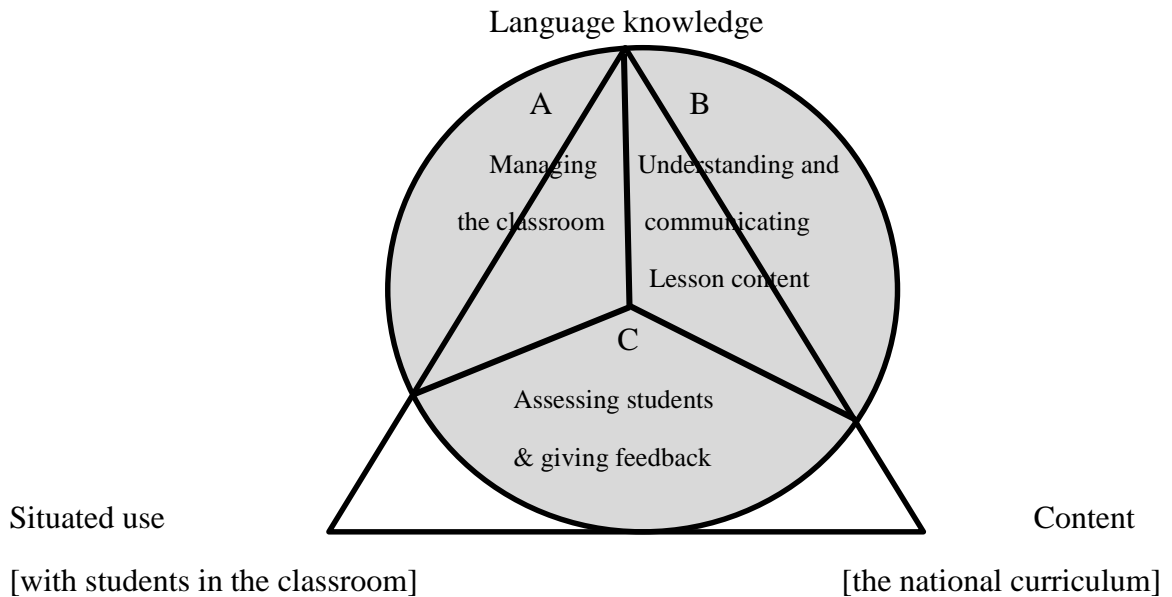 Language knowledge
A
Managing
the classroom
B
Understanding and
communicating
Lesson content
C
Assessing students
& giving feedback
Situated use
[with students in the classroom]
Content
[the national curriculum]